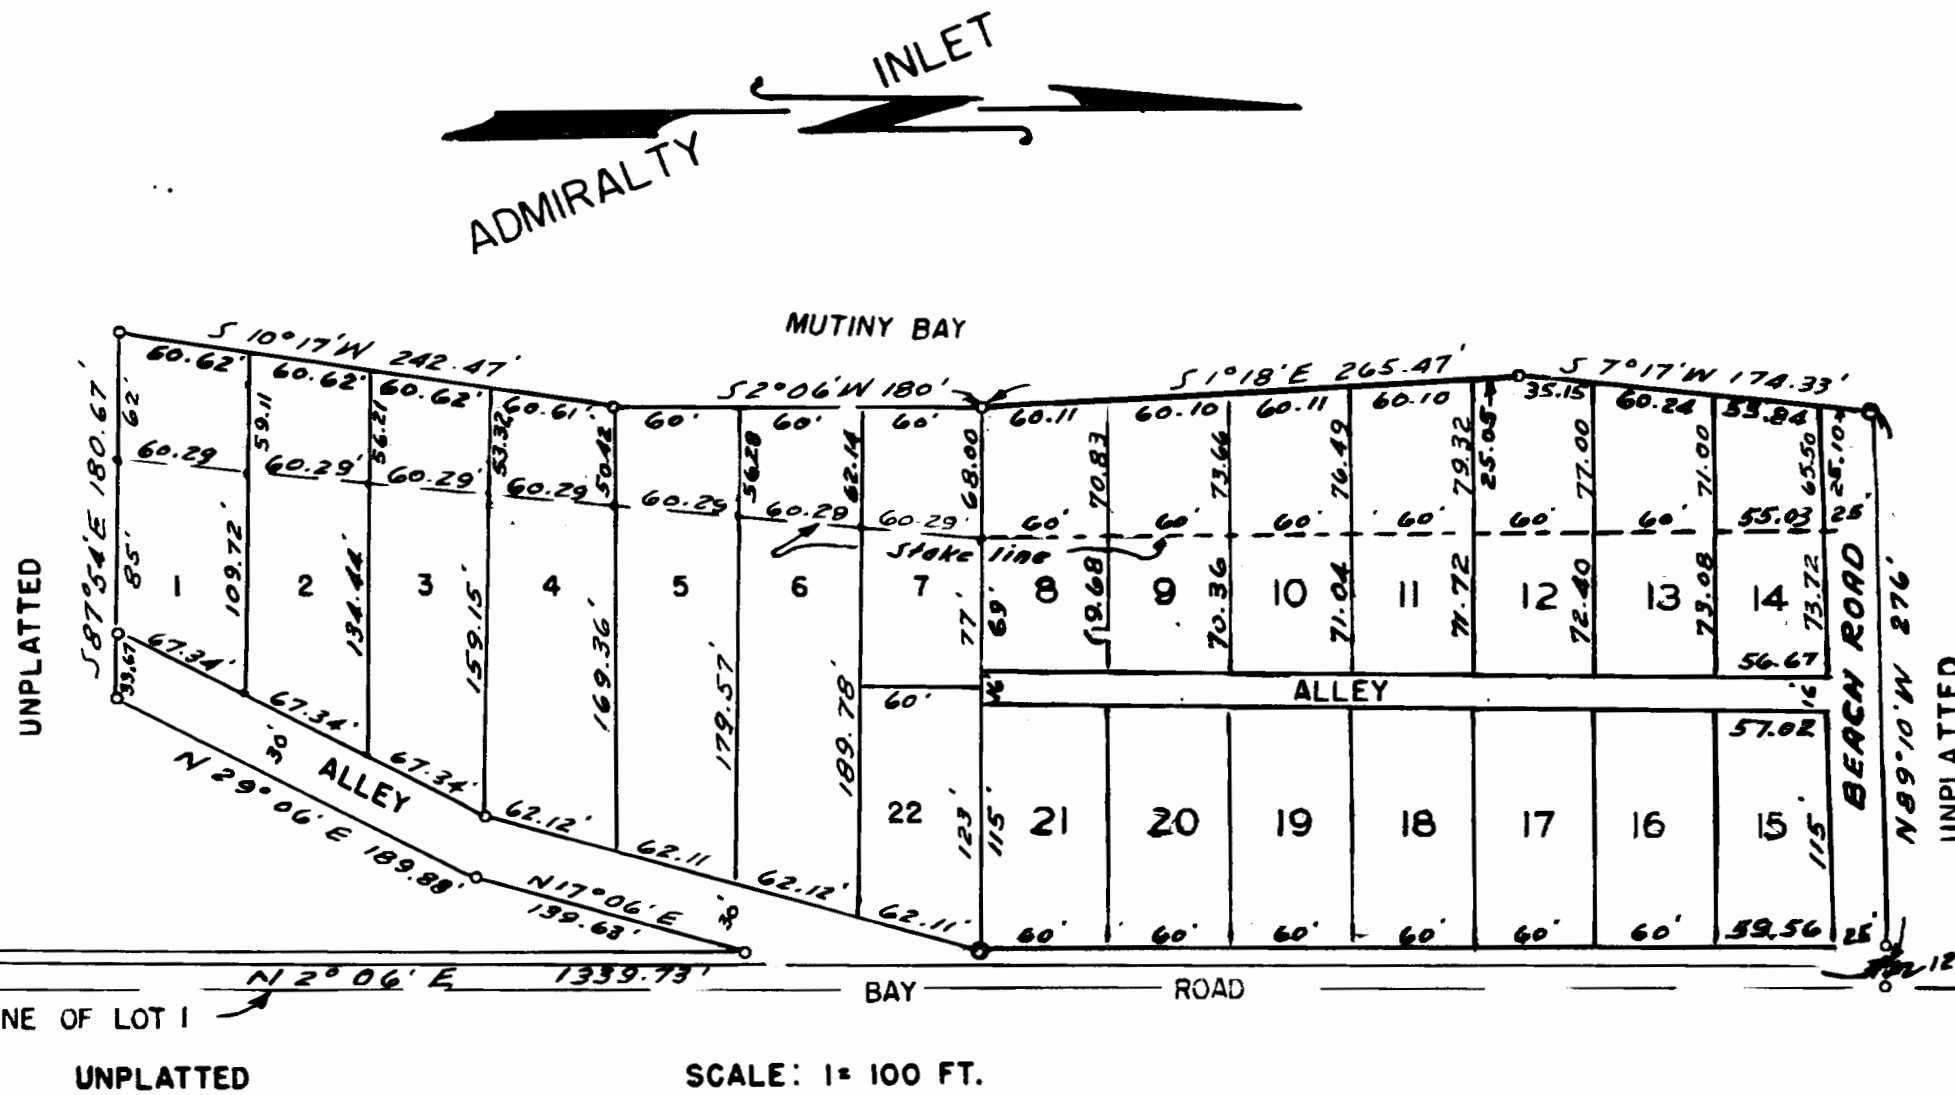 INLET
ADMIRALTY
MUTINY BAY
S 10°17'W 242.47'
S 2°06'W 180'
S 1°18'E 265.47'
S 7°17'W 174.33'
60.62' 60.62' 60.62' 60.61' 60' 60' 60' 60.11 60.10 60.11 60.10 35.15 60.24 55.84
62' 59.11 56.21 53.32 50.42 56.28 62.14 68.00 70.83 73.66 76.49 79.32 25.05 77.00 71.00 65.50 25.10
60.29 60.29' 60.29' 60.29 60.29 60.29 60.29' 60' 60' 60' 60' 60' 60' 55.03 25'
stake line
S 87°54'E 180.67'
UNPLATTED
85' 109.72' 134.44' 159.15' 169.36' 179.57' 189.78' 77' 69' 69.68 70.36 71.04 71.72 72.40 73.08 73.72
1 2 3 4 5 6 7 8 9 10 11 12 13 14
BEACH ROAD
N 89°10'W 276'
UNPLATTED
33.67
67.34' 67.34' 67.34' 62.12' 62.11 62.12' 62.11'
60'
56.67
16 ALLEY 16
57.02
30' ALLEY
N 29°06'E 189.88'
N 17°06'E
139.63'
30'
22 21 20 19 18 17 16 15
123' 115' 115'
60' 60' 60' 60' 60' 60' 59.56 25'
12
N 2°06'E 1339.73'
BAY ROAD
NE OF LOT 1
UNPLATTED
SCALE: 1= 100 FT.